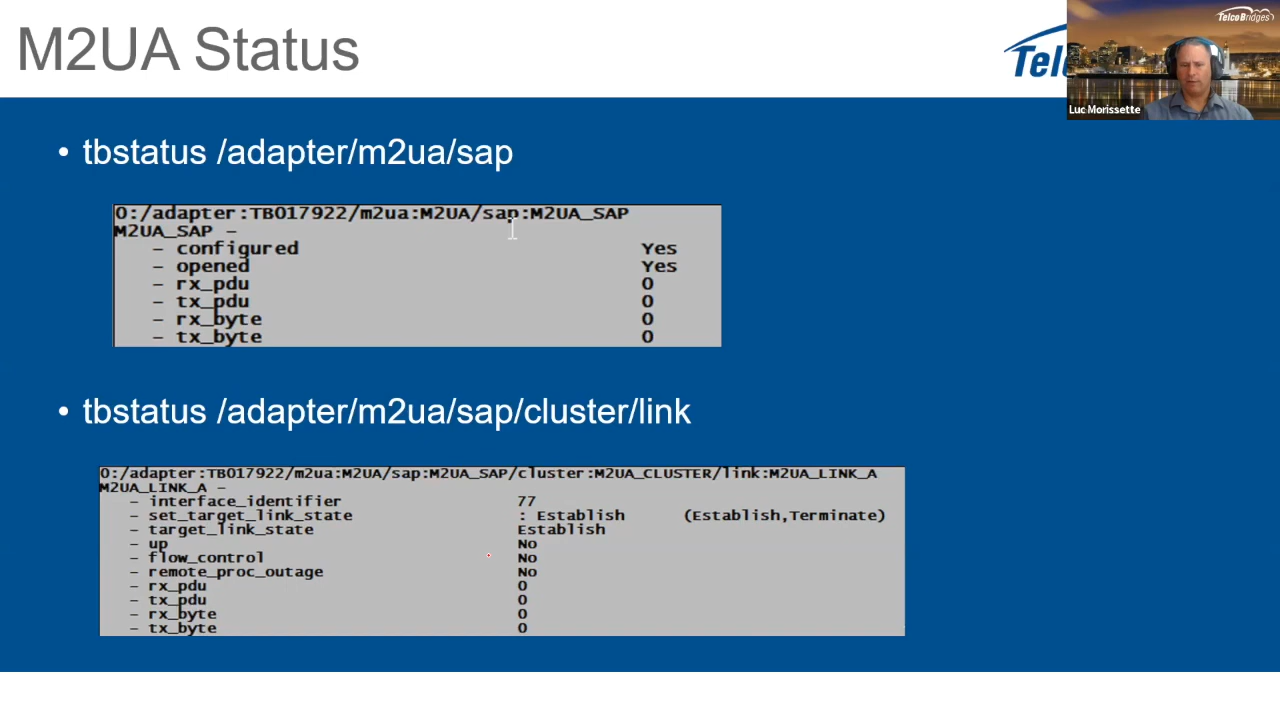 M2UA Status
TelcoBridges
Tel
Luc Morissette
• tbstatus /adapter/m2ua/sap
0:/adapter:TB017922/m2ua:M2UA/sap:M2UA_SAP
M2UA_SAP -
- configured Yes
- opened Yes
- rx_pdu 0
- tx_pdu 0
- rx_byte 0
- tx_byte 0
• tbstatus /adapter/m2ua/sap/cluster/link
0:/adapter:TB017922/m2ua:M2UA/sap:M2UA_SAP/cluster:M2UA_CLUSTER/link:M2UA_LINK_A
M2UA_LINK_A -
- interface_identifier 77
- set_target_link_state : Establish (Establish,Terminate)
- target_link_state Establish
- up No
- flow_control No
- remote_proc_outage No
- rx_pdu 0
- tx_pdu 0
- rx_byte 0
- tx_byte 0